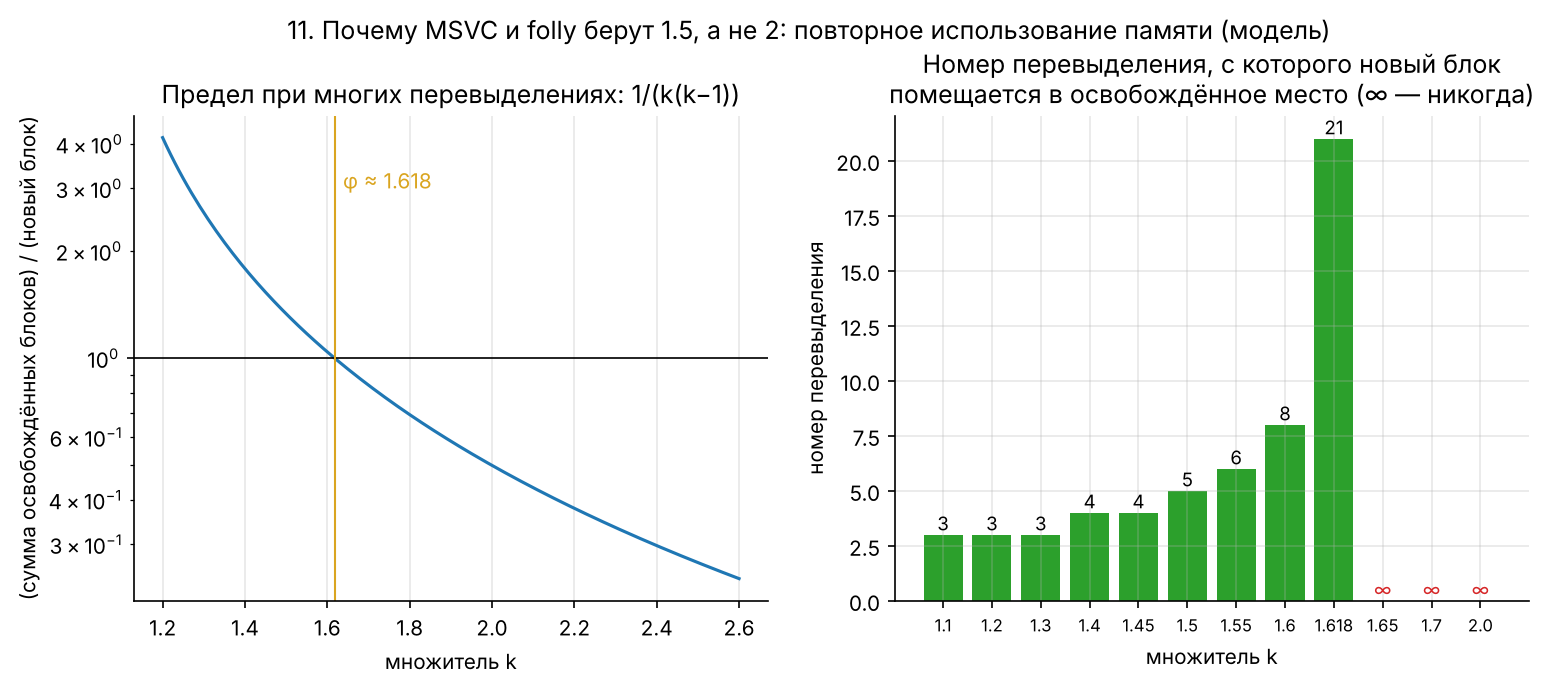 11. Почему MSVC и folly берут 1.5, а не 2: повторное использование памяти (модель)
Предел при многих перевыделениях: 1/(k(k−1))
(сумма освобождённых блоков) / (новый блок)
4 × 10⁰
3 × 10⁰
2 × 10⁰
10⁰
6 × 10⁻¹
4 × 10⁻¹
3 × 10⁻¹
φ ≈ 1.618
1.2 1.4 1.6 1.8 2.0 2.2 2.4 2.6
множитель k
Номер перевыделения, с которого новый блок
помещается в освобождённое место (∞ — никогда)
номер перевыделения
20.0
17.5
15.0
12.5
10.0
7.5
5.0
2.5
0.0
3 3 3 4 4 5 6 8 21 ∞ ∞ ∞
1.1 1.2 1.3 1.4 1.45 1.5 1.55 1.6 1.618 1.65 1.7 2.0
множитель k